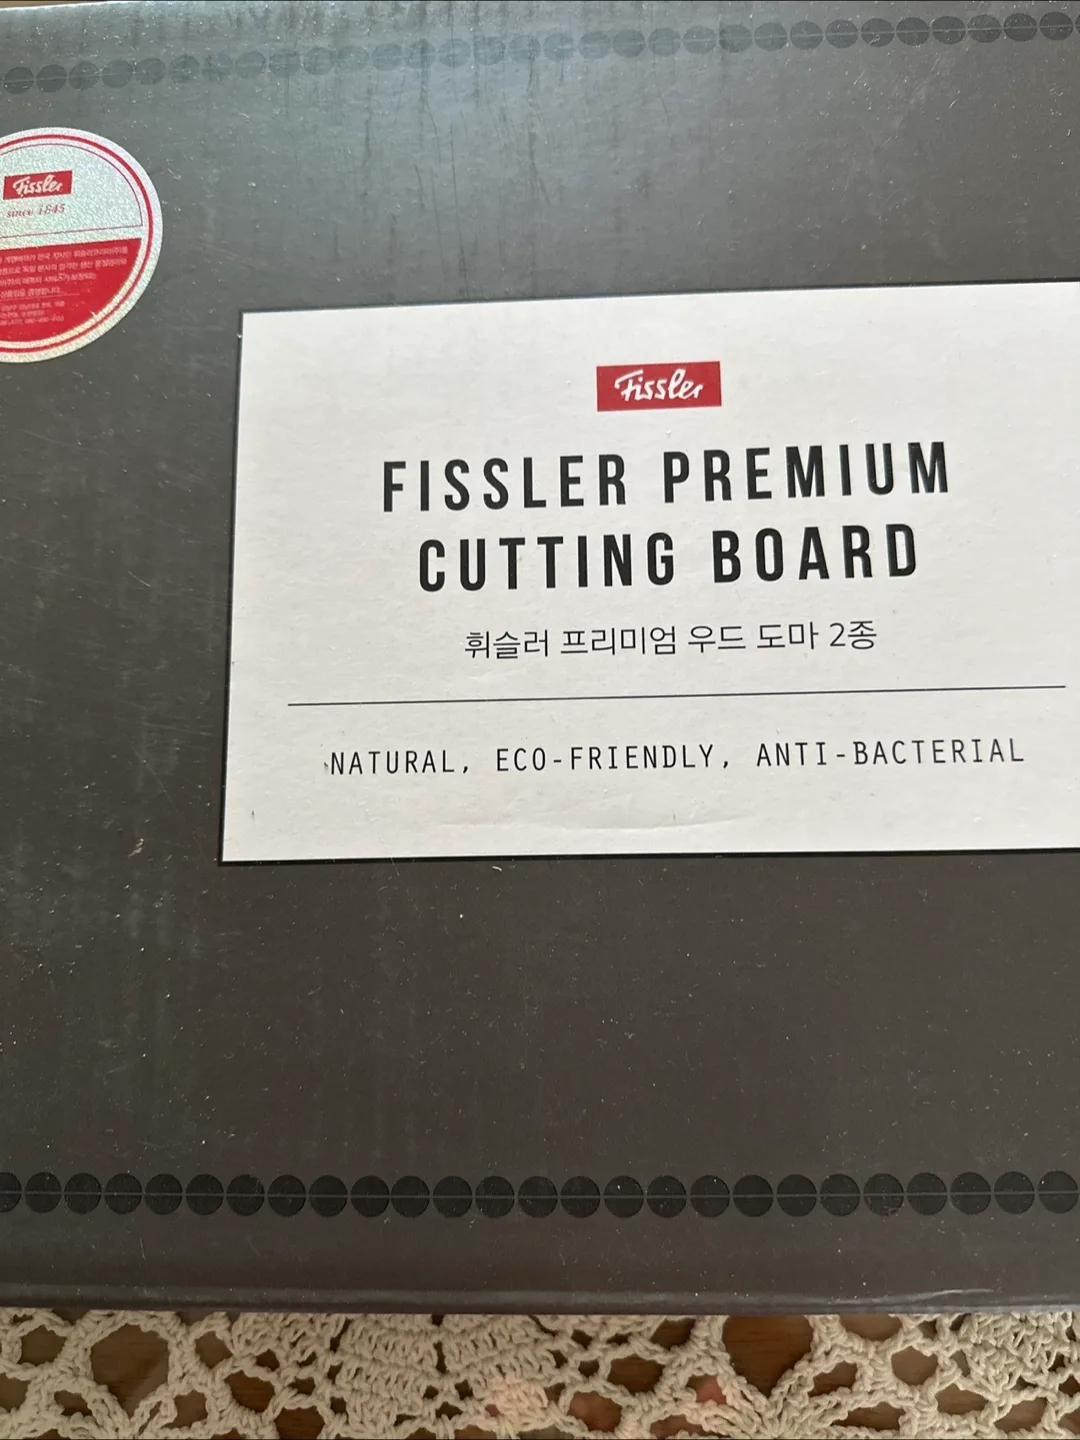 Fissler
since 1845
Fissler
FISSLER PREMIUM
CUTTING BOARD
휘슬러 프리미엄 우드 도마 2종
NATURAL, ECO-FRIENDLY, ANTI-BACTERIAL